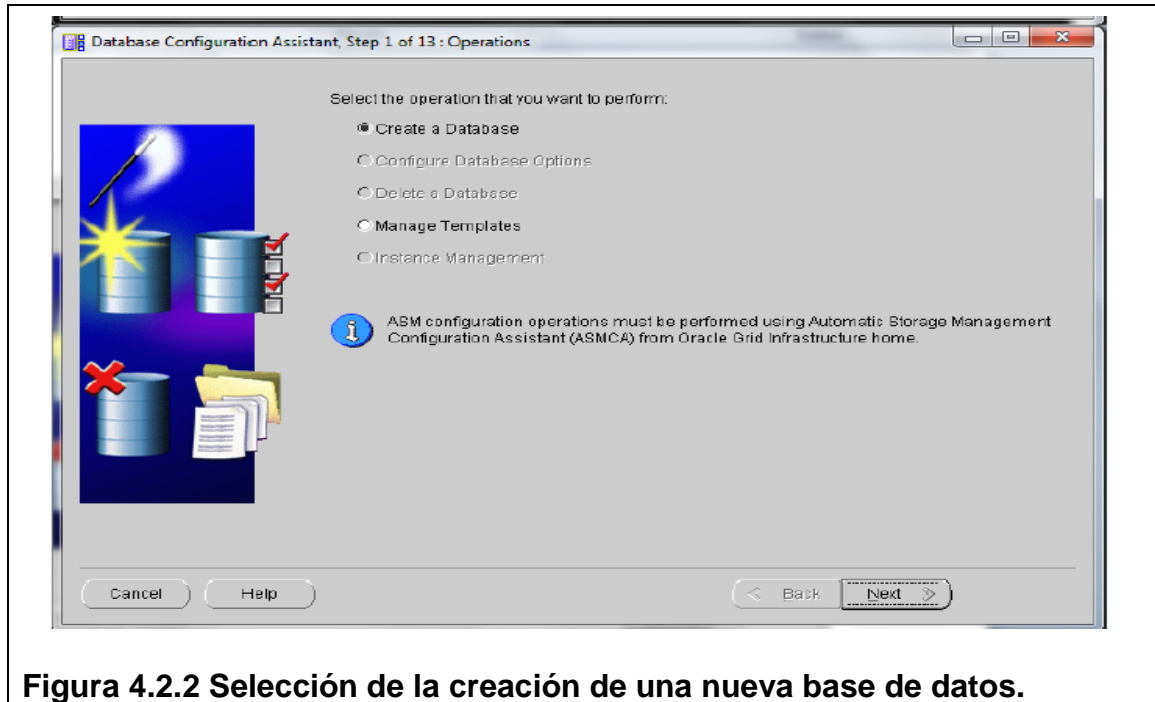 Database Configuration Assistant, Step 1 of 13 : Operations
Select the operation that you want to perform:
Create a Database
Configure Database Options
Delete a Database
Manage Templates
Instance Management
ASM configuration operations must be performed using Automatic Storage Management
Configuration Assistant (ASMCA) from Oracle Grid Infrastructure home.
Cancel Help Back Next
Figura 4.2.2 Selección de la creación de una nueva base de datos.